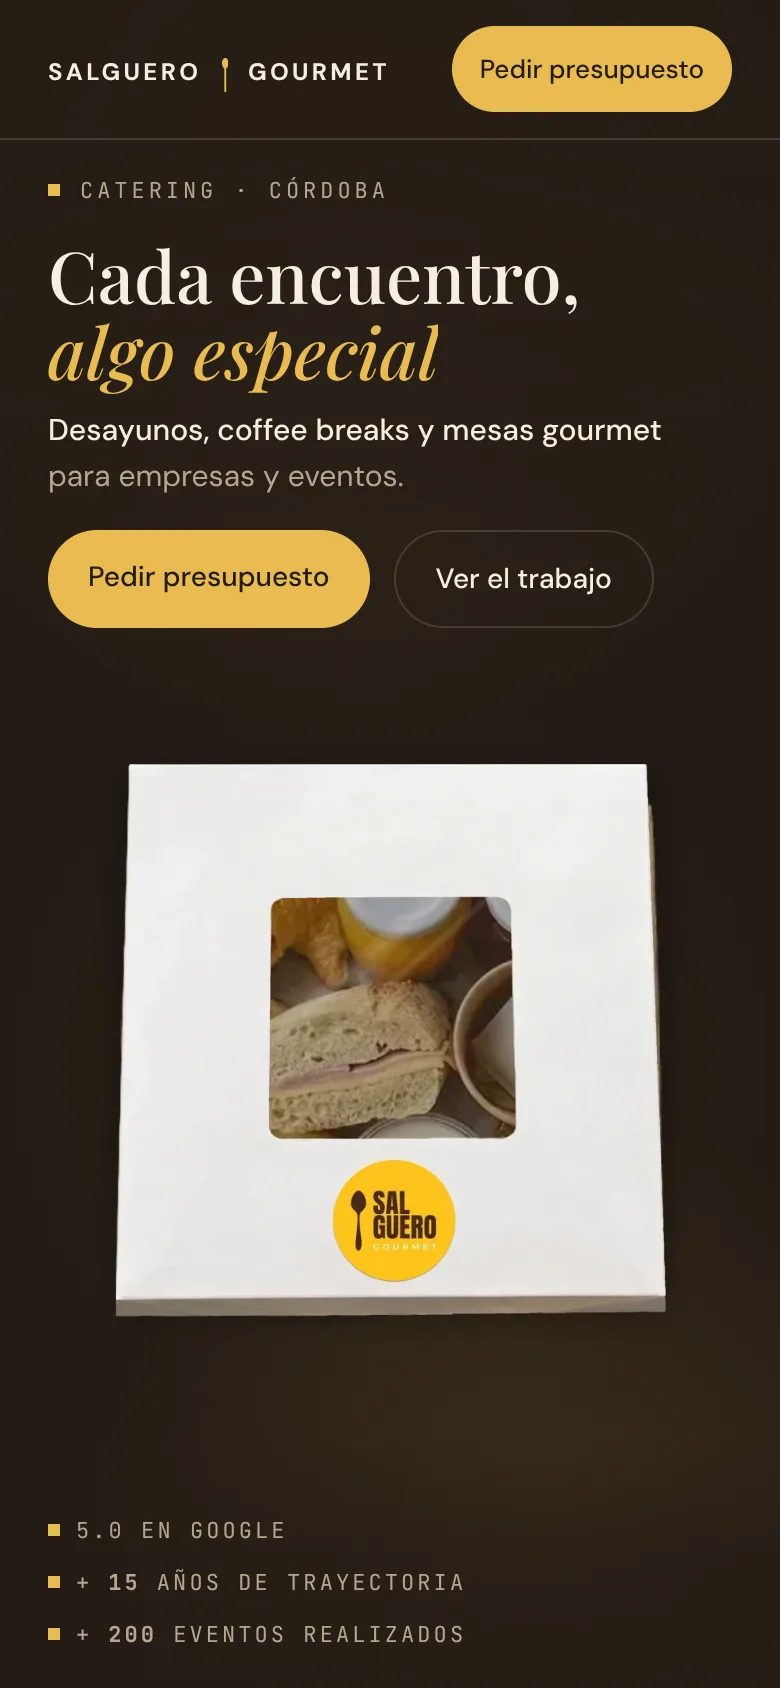 SALGUERO GOURMET
Pedir presupuesto
CATERING · CÓRDOBA
Cada encuentro,
algo especial
Desayunos, coffee breaks y mesas gourmet
para empresas y eventos.
Pedir presupuesto
Ver el trabajo
SAL
GUERO
GOURMET
5.0 EN GOOGLE
+ 15 AÑOS DE TRAYECTORIA
+ 200 EVENTOS REALIZADOS